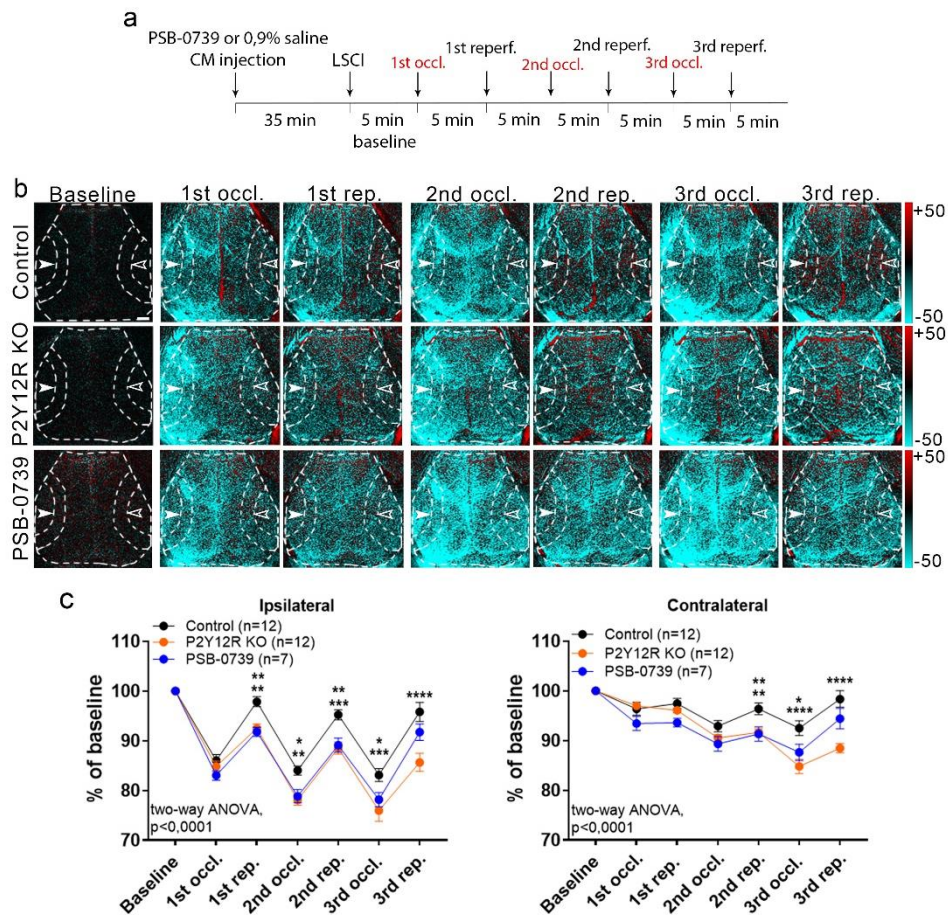 a
PSB-0739 or 0,9% saline
CM injection
LSCI
1st occl.
1st reperf.
2nd occl.
2nd reperf.
3rd occl.
3rd reperf.
35 min
5 min
5 min
5 min
5 min
5 min
5 min
5 min
baseline
b
Baseline
1st occl.
1st rep.
2nd occl.
2nd rep.
3rd occl.
3rd rep.
Control
+50
-50
P2Y12R KO
+50
-50
PSB-0739
+50
-50
c
Ipsilateral
Control (n=12)
P2Y12R KO (n=12)
PSB-0739 (n=7)
% of baseline
110
100
90
80
70
**
**
*
**
**
***
*
***
****
two-way ANOVA,
p<0,0001
Baseline
1st occl.
1st rep.
2nd occl.
2nd rep.
3rd occl.
3rd rep.
Contralateral
Control (n=12)
P2Y12R KO (n=12)
PSB-0739 (n=7)
% of baseline
110
100
90
80
70
**
**
*
****
****
two-way ANOVA,
p<0,0001
Baseline
1st occl.
1st rep.
2nd occl.
2nd rep.
3rd occl.
3rd rep.